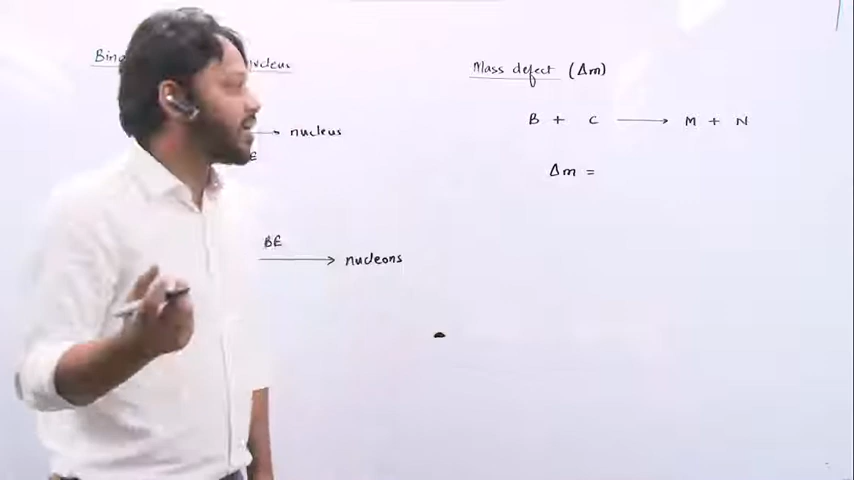 Bin
nucleus
→ nucleus
E
BE
→ nucleons
Mass defect (Δm)
B + C → M + N
Δm =